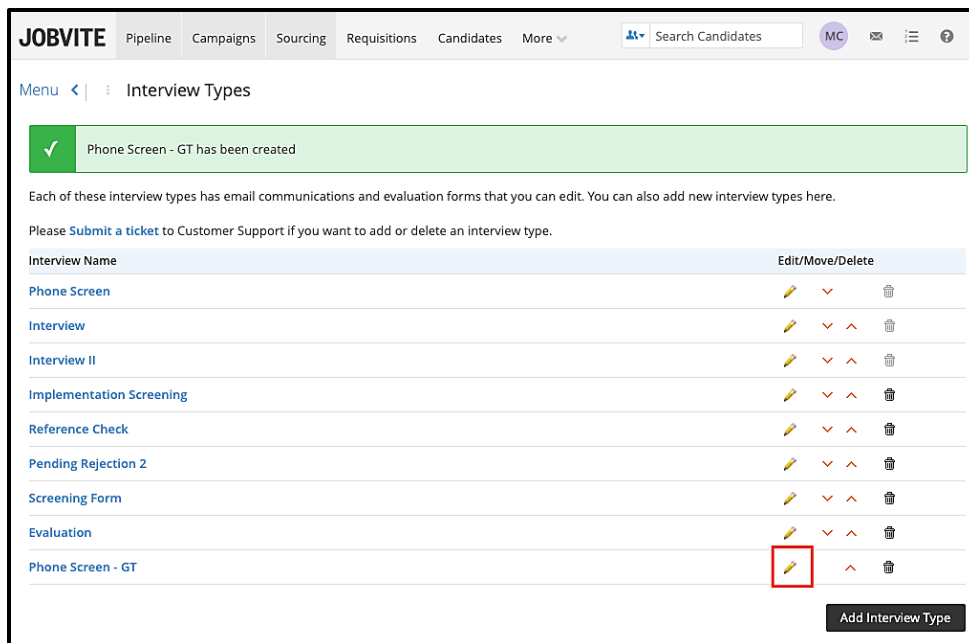 JOBVITE Pipeline Campaigns Sourcing Requisitions Candidates More Search Candidates MC
Menu Interview Types
Phone Screen - GT has been created
Each of these interview types has email communications and evaluation forms that you can edit. You can also add new interview types here.
Please Submit a ticket to Customer Support if you want to add or delete an interview type.
Interview Name Edit/Move/Delete
Phone Screen
Interview
Interview II
Implementation Screening
Reference Check
Pending Rejection 2
Screening Form
Evaluation
Phone Screen - GT
Add Interview Type